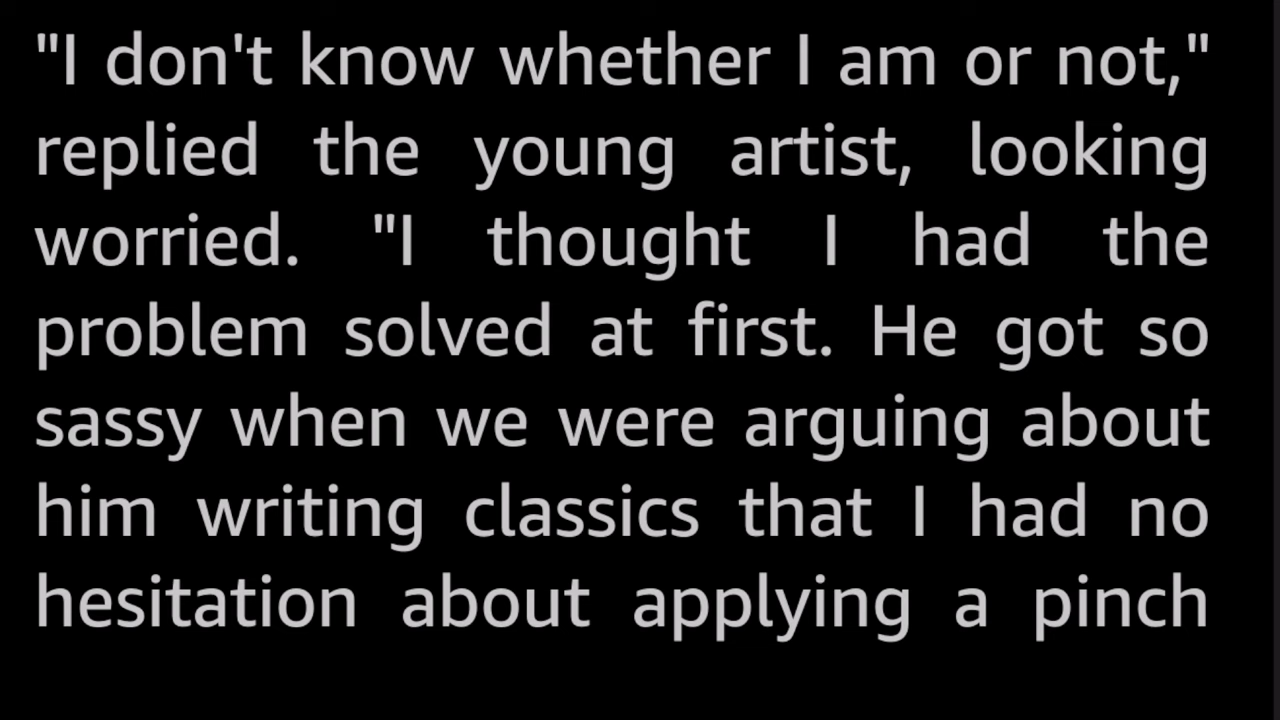 "I don't know whether I am or not,"
replied the young artist, looking
worried. "I thought I had the
problem solved at first. He got so
sassy when we were arguing about
him writing classics that I had no
hesitation about applying a pinch